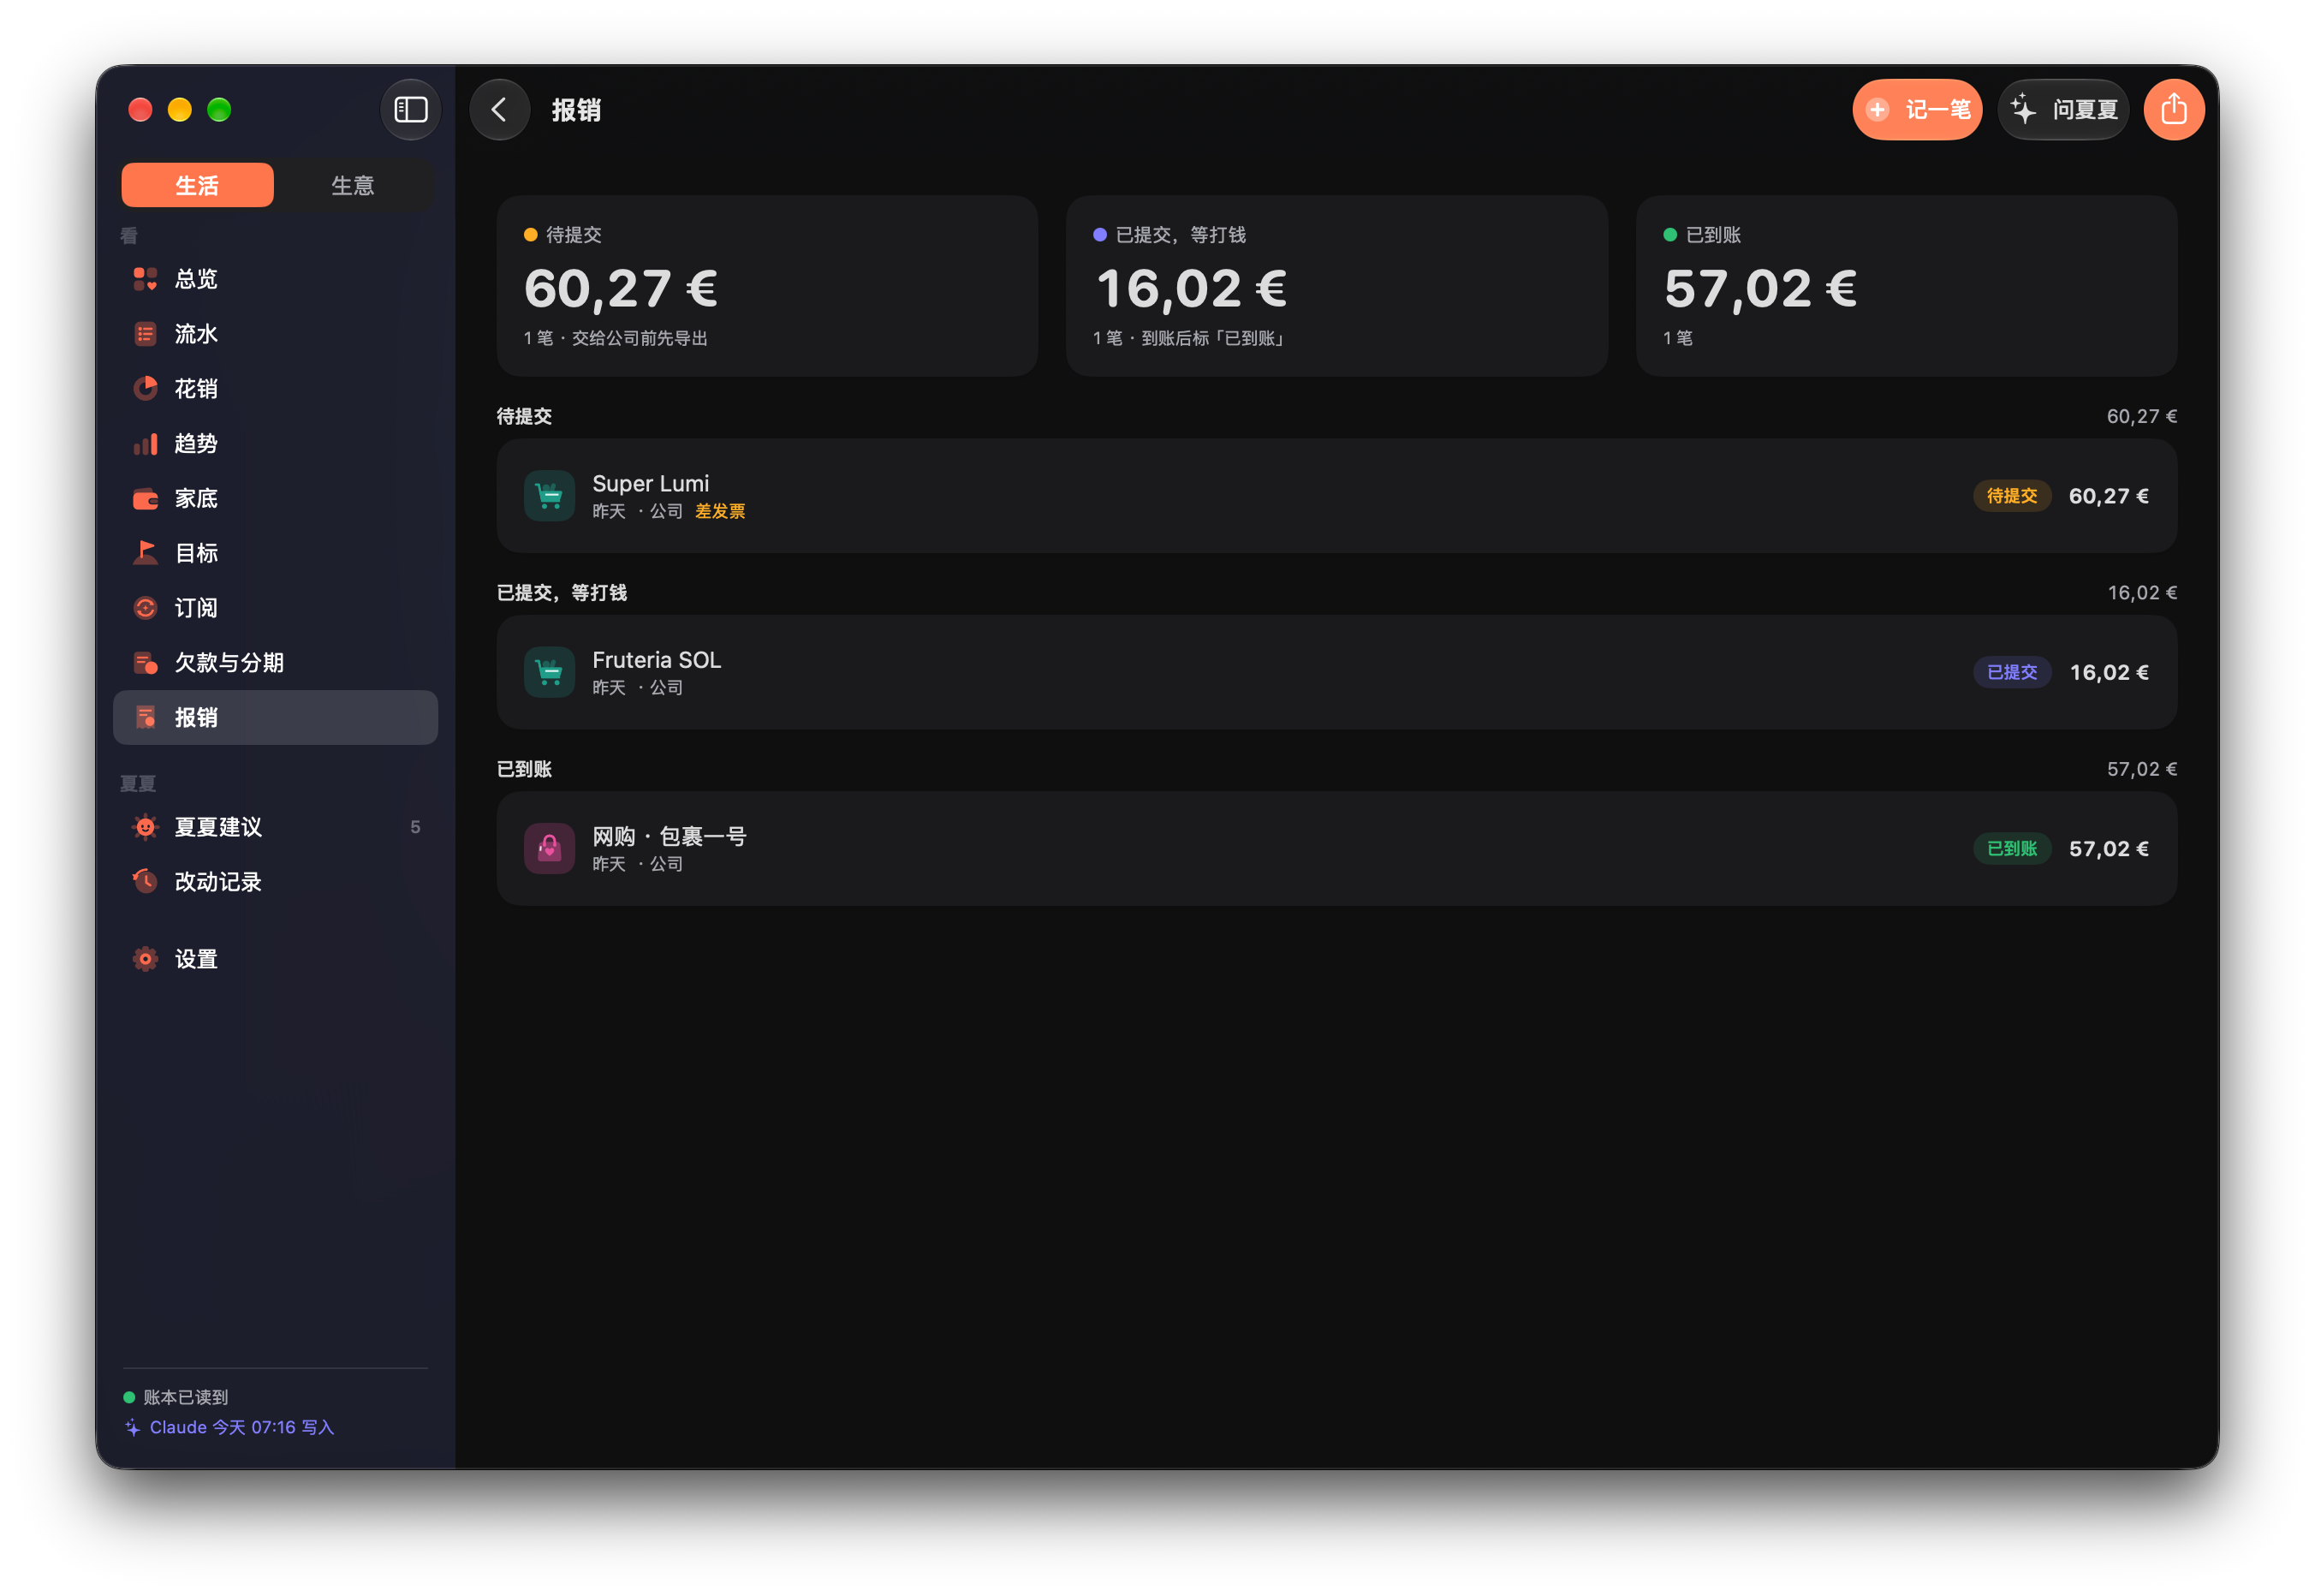 报销
记一笔
问夏夏
生活
生意
看
总览
流水
花销
趋势
家底
目标
订阅
欠款与分期
报销
夏夏
夏夏建议 5
改动记录
设置
账本已读到
Claude 今天 07:16 写入
待提交
60,27 €
1 笔 · 交给公司前先导出
已提交，等打钱
16,02 €
1 笔 · 到账后标「已到账」
已到账
57,02 €
1 笔
待提交 60,27 €
Super Lumi
昨天 · 公司 差发票
待提交 60,27 €
已提交，等打钱 16,02 €
Fruteria SOL
昨天 · 公司
已提交 16,02 €
已到账 57,02 €
网购 · 包裹一号
昨天 · 公司
已到账 57,02 €